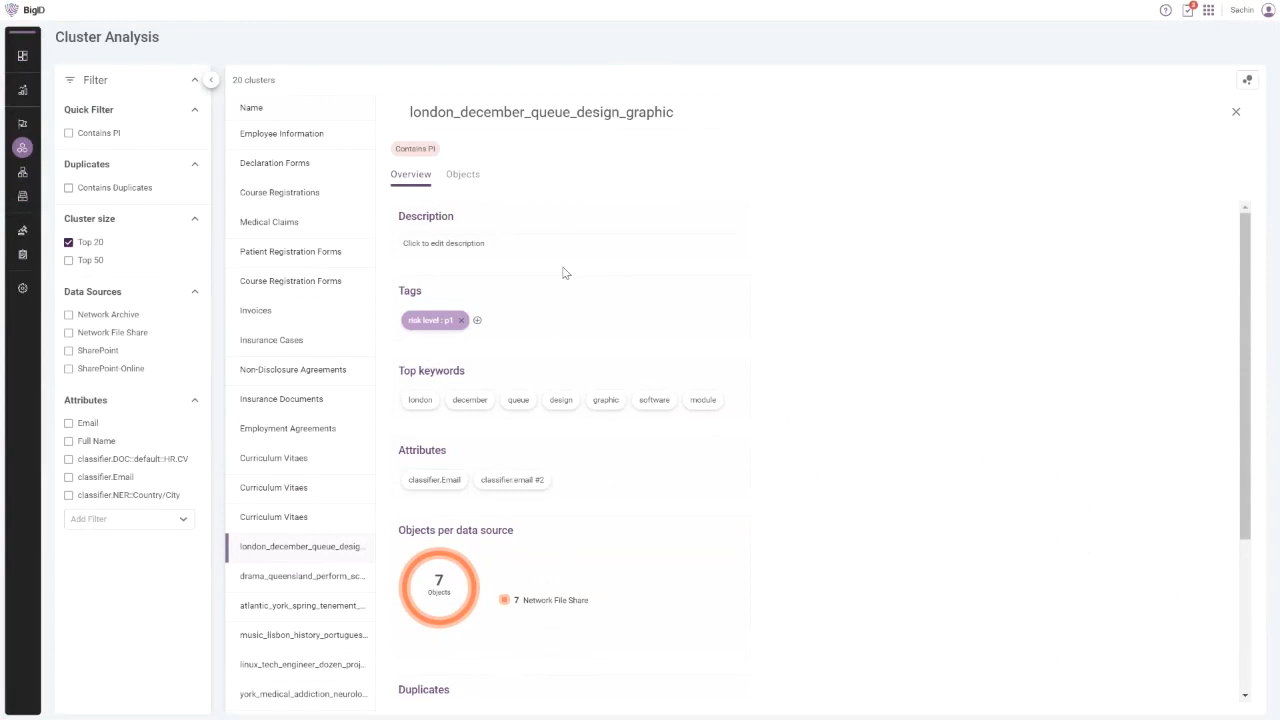 BigID
3
Sachin
Cluster Analysis
Filter
Quick Filter
Contains PI
Duplicates
Contains Duplicates
Cluster size
Top 20
Top 50
Data Sources
Network Archive
Network File Share
SharePoint
SharePoint-Online
Attributes
Email
Full Name
classifier.DOC::default::HR.CV
classifier.Email
classifier.NER::Country/City
Add Filter
20 clusters
Name
Employee Information
Declaration Forms
Course Registrations
Medical Claims
Patient Registration Forms
Course Registration Forms
Invoices
Insurance Cases
Non-Disclosure Agreements
Insurance Documents
Employment Agreements
Curriculum Vitaes
Curriculum Vitaes
Curriculum Vitaes
london_december_queue_desig...
drama_queensland_perform_sc...
atlantic_york_spring_tenement_...
music_lisbon_history_portugues...
linux_tech_engineer_dozen_proj...
york_medical_addiction_neurolo...
london_december_queue_design_graphic
Contains PI
Overview Objects
Description
Click to edit description
Tags
risk level : p1
Top keywords
london december queue design graphic software module
Attributes
classifier.Email classifier.email #2
Objects per data source
7
Objects
7 Network File Share
Duplicates